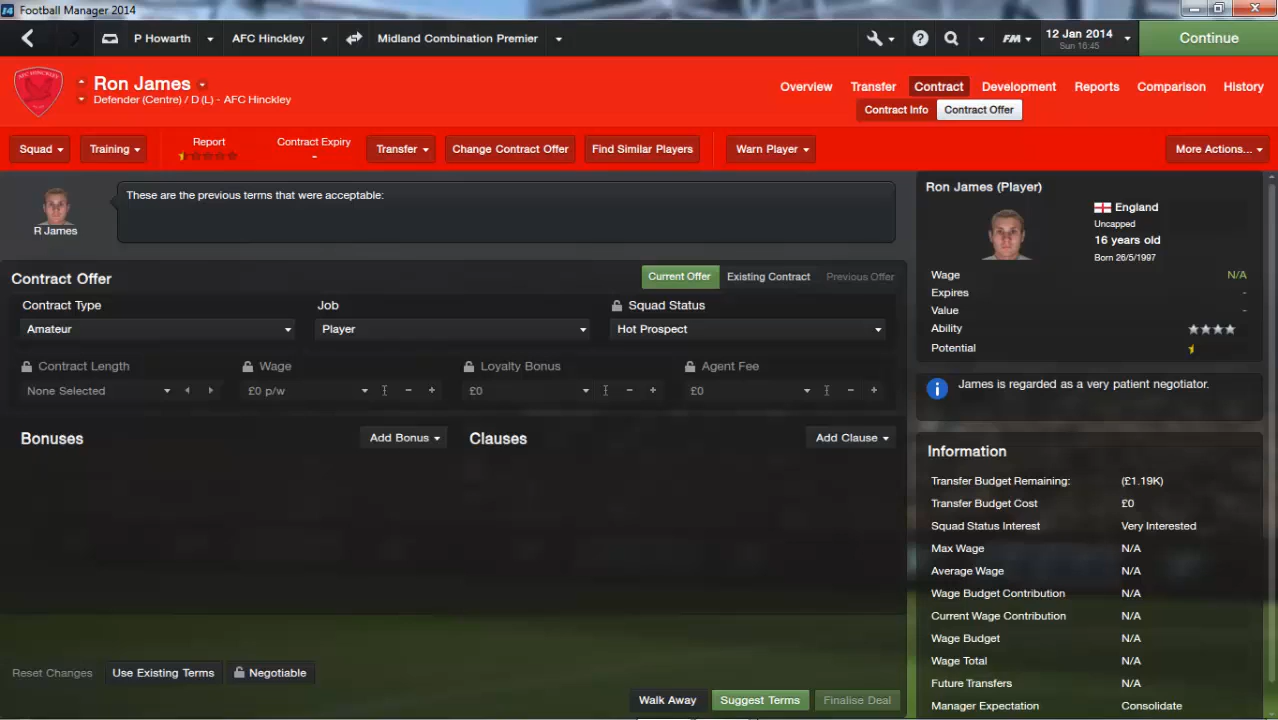 Football Manager 2014
P Howarth
AFC Hinckley
Midland Combination Premier
FM
12 Jan 2014
Sun 16:45
Continue
Ron James
Defender (Centre) / D (L) - AFC Hinckley
Overview
Transfer
Contract
Development
Reports
Comparison
History
Contract Info
Contract Offer
Squad
Training
Report
Contract Expiry
-
Transfer
Change Contract Offer
Find Similar Players
Warn Player
More Actions...
R James
These are the previous terms that were acceptable:
Contract Offer
Current Offer
Existing Contract
Previous Offer
Contract Type
Job
Squad Status
Amateur
Player
Hot Prospect
Contract Length
Wage
Loyalty Bonus
Agent Fee
None Selected
£0 p/w
£0
£0
Bonuses
Add Bonus
Clauses
Add Clause
Reset Changes
Use Existing Terms
Negotiable
Walk Away
Suggest Terms
Finalise Deal
Ron James (Player)
England
Uncapped
16 years old
Born 26/5/1997
Wage N/A
Expires -
Value -
Ability
Potential
James is regarded as a very patient negotiator.
Information
Transfer Budget Remaining: (£1.19K)
Transfer Budget Cost £0
Squad Status Interest Very Interested
Max Wage N/A
Average Wage N/A
Wage Budget Contribution N/A
Current Wage Contribution N/A
Wage Budget N/A
Wage Total N/A
Future Transfers N/A
Manager Expectation Consolidate